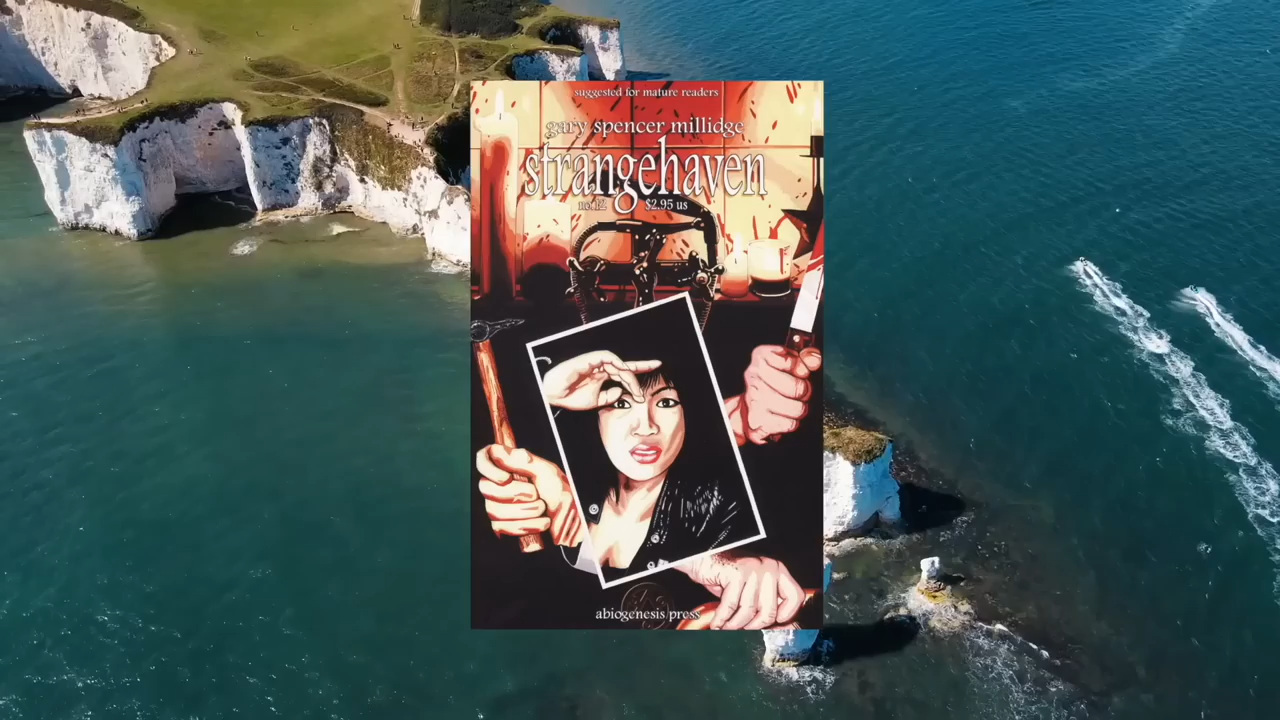 suggested for mature readers
gary spencer millidge
strangehaven
no.12 $2.95 us
abiogenesis press